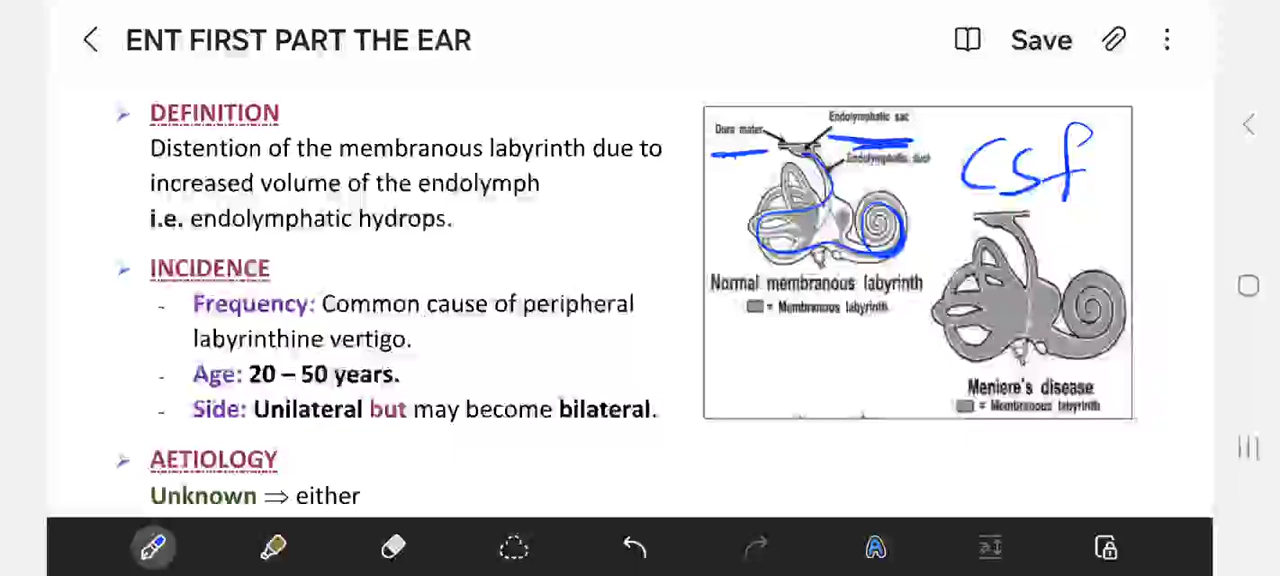 ENT FIRST PART THE EAR
Save
DEFINITION
Distention of the membranous labyrinth due to
increased volume of the endolymph
i.e. endolymphatic hydrops.
INCIDENCE
- Frequency: Common cause of peripheral
labyrinthine vertigo.
- Age: 20 – 50 years.
- Side: Unilateral but may become bilateral.
AETIOLOGY
Unknown ⇒ either
Endolymphatic sac
Dura mater
Endolymphatic duct
csf
Normal membranous labyrinth
= Membranous labyrinth
Meniere's disease
= Membranous labyrinth